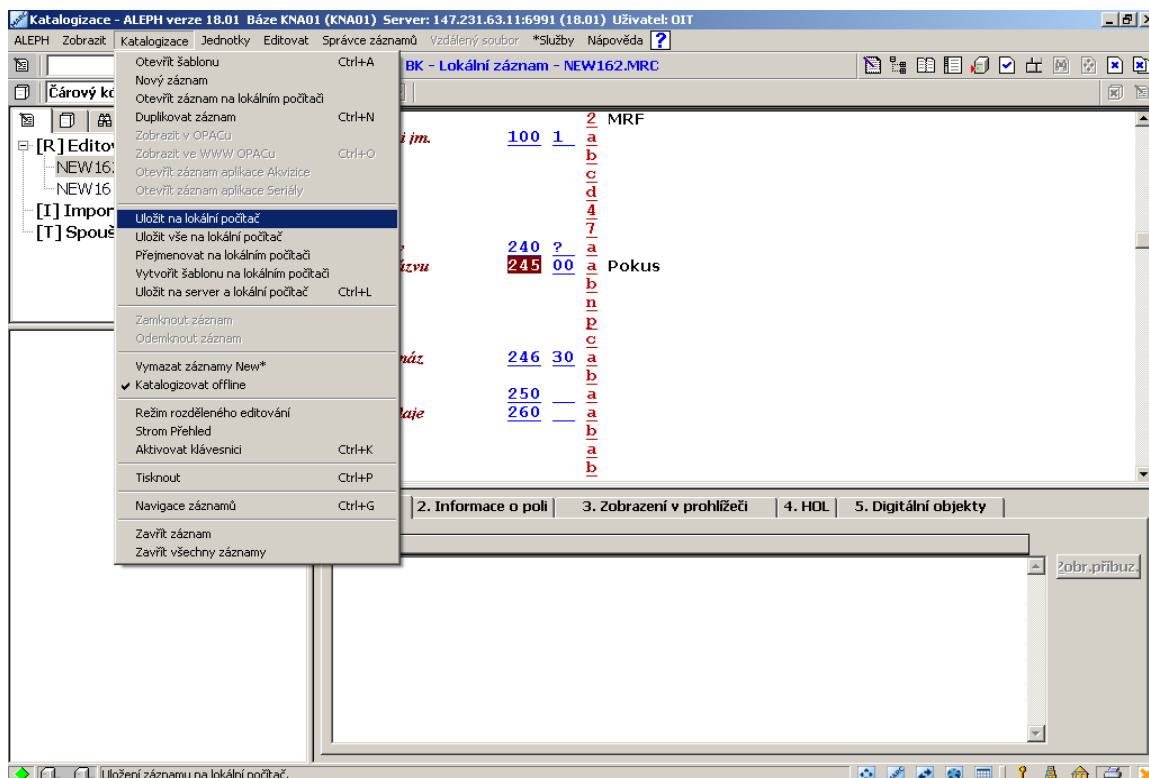 Katalogizace - ALEPH verze 18.01 Báze KNA01 (KNA01) Server: 147.231.63.11:6991 (18.01) Uživatel: OIT
ALEPH Zobrazit Katalogizace Jednotky Editovat Správce záznamů Vzdálený soubor *Služby Nápověda ?
BK - Lokální záznam - NEW162.MRC
Čárový
[R] Edito
NEW16
NEW16
[I] Impor
[T] Spouš
Otevřít šablonu Ctrl+A
Nový záznam
Otevřít záznam na lokálním počítači
Duplikovat záznam Ctrl+N
Zobrazit v OPACu
Zobrazit ve WWW OPACu Ctrl+O
Otevřít záznam aplikace Akvizice
Otevřít záznam aplikace Seriály
Uložit na lokální počítač
Uložit vše na lokální počítač
Přejmenovat na lokálním počítači
Vytvořit šablonu na lokálním počítači
Uložit na server a lokální počítač Ctrl+L
Zamknout záznam
Odemknout záznam
Vymazat záznamy New*
Katalogizovat offline
Režim rozděleného editování
Strom Přehled
Aktivovat klávesnici Ctrl+K
Tisknout Ctrl+P
Navigace záznamů Ctrl+G
Zavřít záznam
Zavřít všechny záznamy
2 MRF
i jm. 100 1 a
b
c
d
4
7
240 ? a
ázvu 245 00 a Pokus
b
n
p
c
náz 246 30 a
b
250 a
daje 260 a
b
a
b
2. Informace o poli 3. Zobrazení v prohlížeči 4. HOL 5. Digitální objekty
Zobr.příbuz.
Uložení záznamu na lokální počítač.